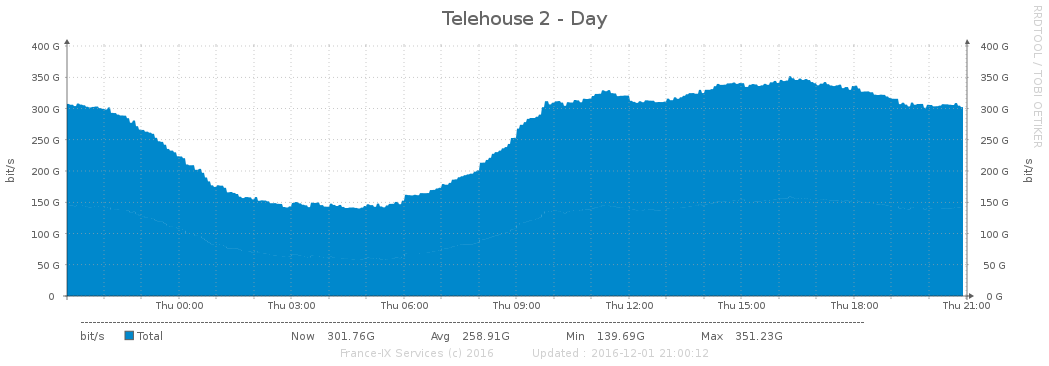 Telehouse 2 - Day
RRDTOOL / TOBI OETIKER
bit/s
400 G 400 G
350 G 350 G
300 G 300 G
250 G 250 G
200 G 200 G
150 G 150 G
100 G 100 G
50 G 50 G
0 0 G
bit/s
Thu 00:00 Thu 03:00 Thu 06:00 Thu 09:00 Thu 12:00 Thu 15:00 Thu 18:00 Thu 21:00
bit/s Total Now 301.76G Avg 258.91G Min 139.69G Max 351.23G
France-IX Services (c) 2016 Updated : 2016-12-01 21:00:12